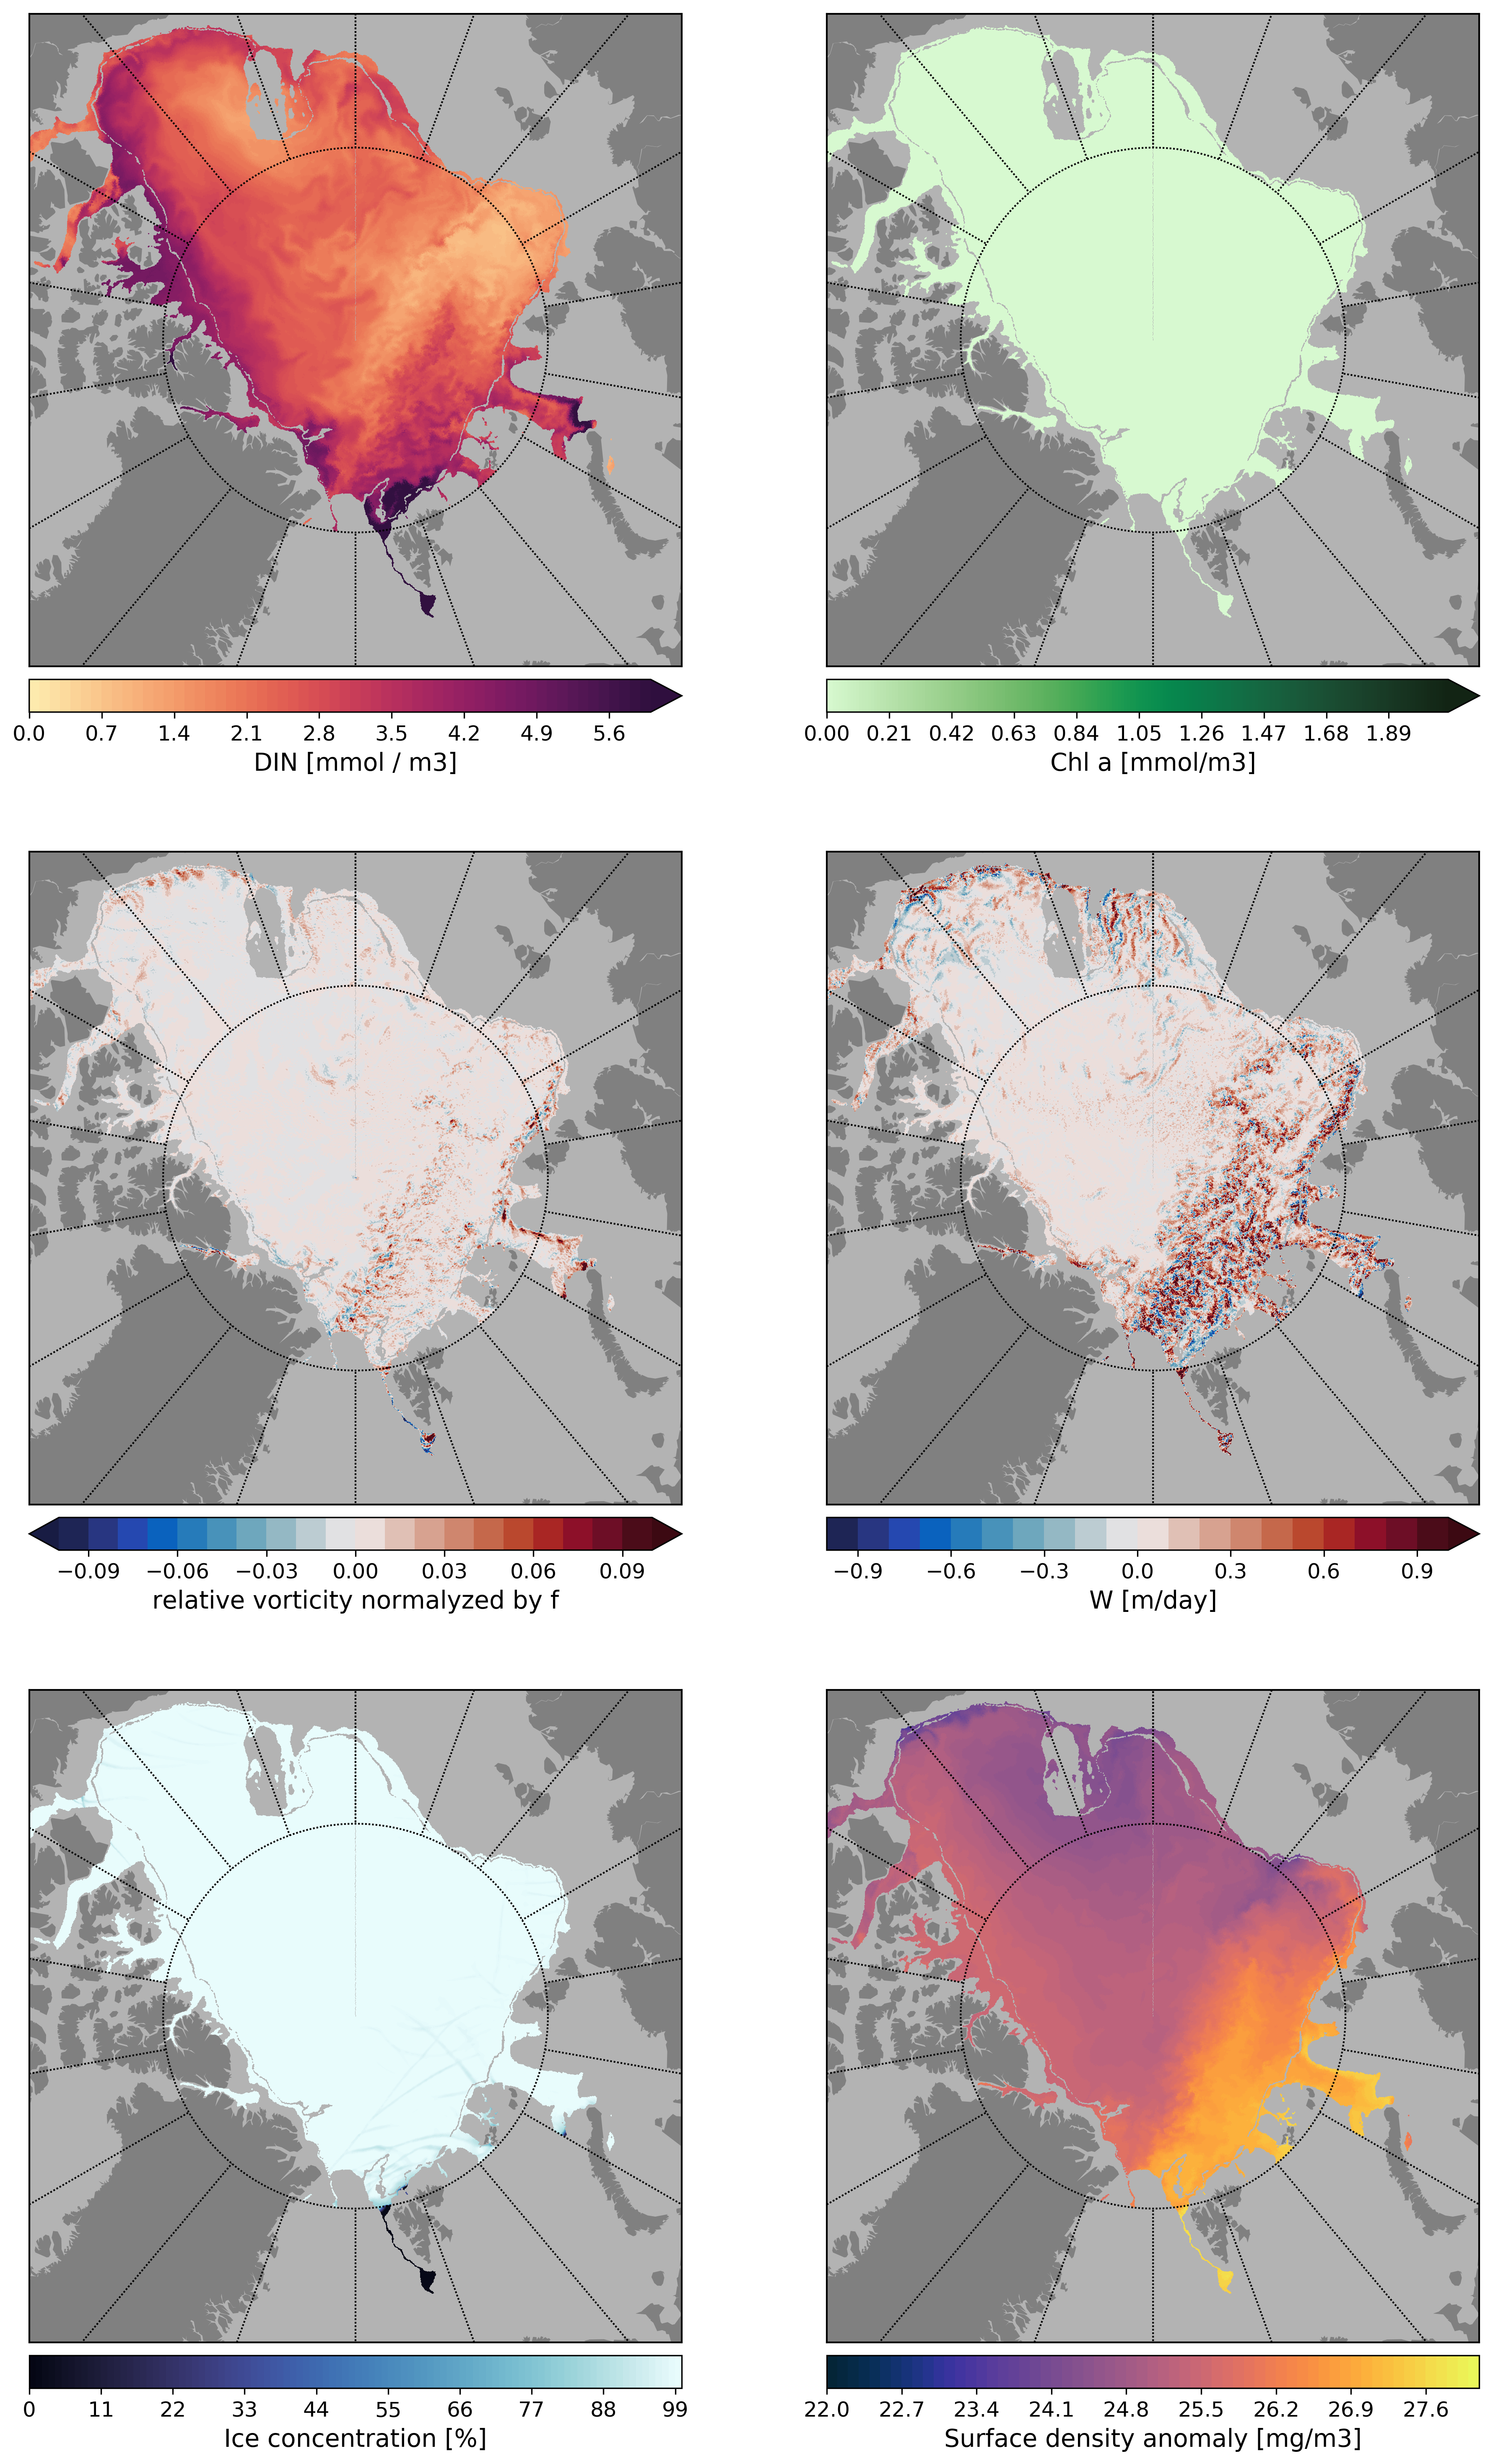 0.0 0.7 1.4 2.1 2.8 3.5 4.2 4.9 5.6
DIN [mmol / m3]
0.00 0.21 0.42 0.63 0.84 1.05 1.26 1.47 1.68 1.89
Chl a [mmol/m3]
−0.09 −0.06 −0.03 0.00 0.03 0.06 0.09
relative vorticity normalyzed by f
−0.9 −0.6 −0.3 0.0 0.3 0.6 0.9
W [m/day]
0 11 22 33 44 55 66 77 88 99
Ice concentration [%]
22.0 22.7 23.4 24.1 24.8 25.5 26.2 26.9 27.6
Surface density anomaly [mg/m3]